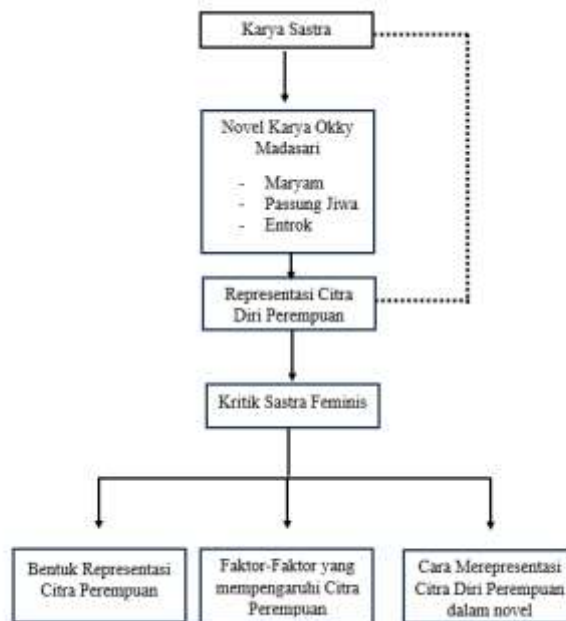 Karya Sastra
Novel Karya Okky
Madasari
- Maryam
- Passung Jiwa
- Entrok
Representasi Citra
Diri Perempuan
Kritik Sastra Feminis
Bentuk Representasi
Citra Perempuan
Faktor-Faktor yang
mempengaruhi Citra
Perempuan
Cara Merepresentasi
Citra Diri Perempuan
dalam novel